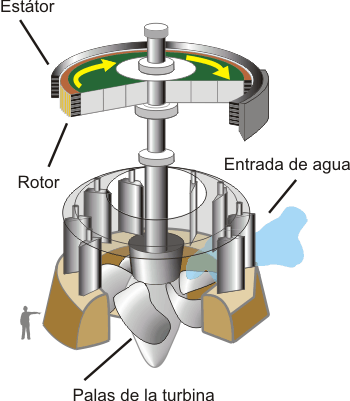 Estátor
Rotor
Entrada de agua
Palas de la turbina